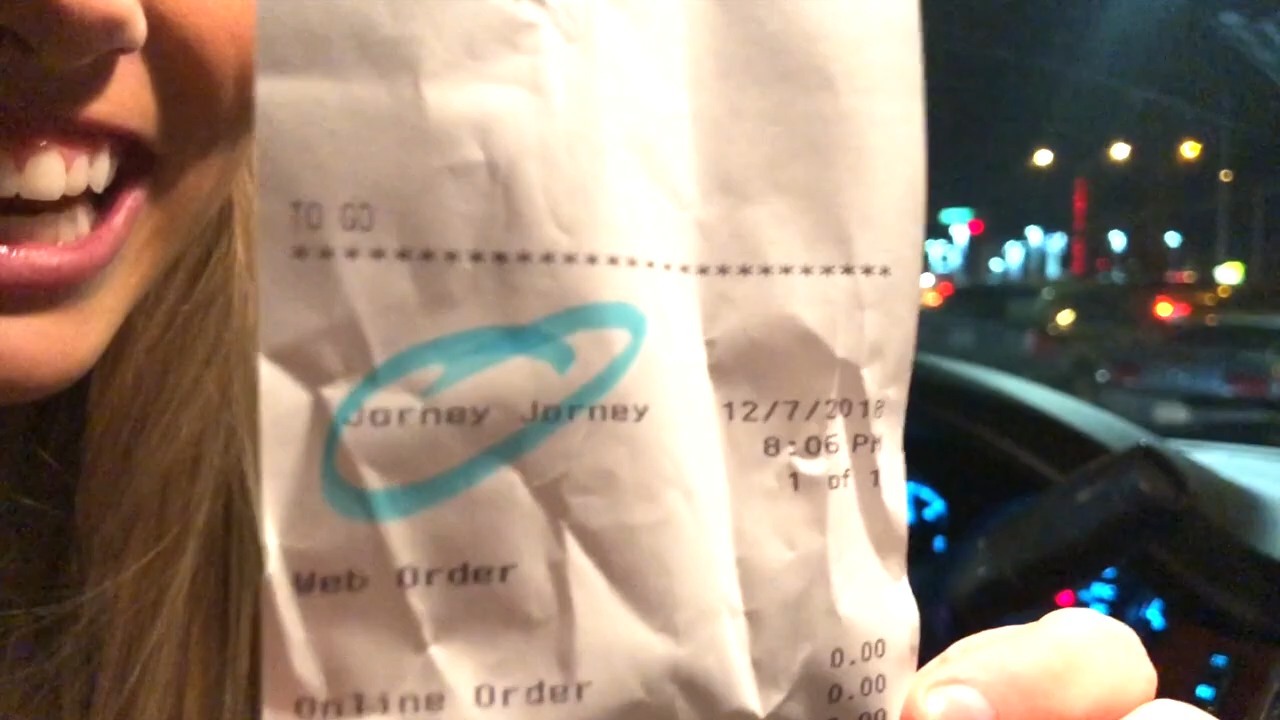 TO GO
***************************
Jorney Jorney 12/7/2018
8:06 PM
1 of 1
Web Order
0.00
Online Order 0.00